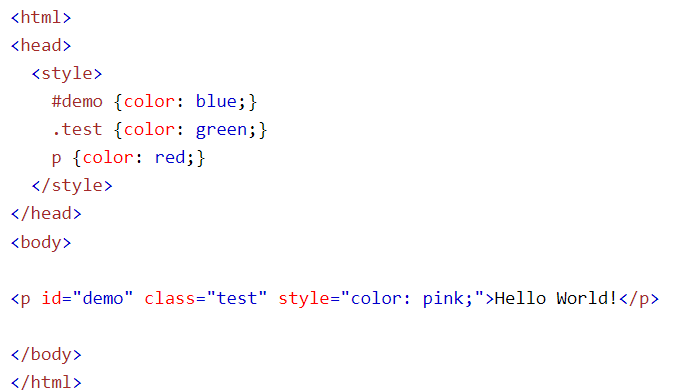 <html>
<head>
  <style>
    #demo {color: blue;}
    .test {color: green;}
    p {color: red;}
  </style>
</head>
<body>

<p id="demo" class="test" style="color: pink;">Hello World!</p>

</body>
</html>